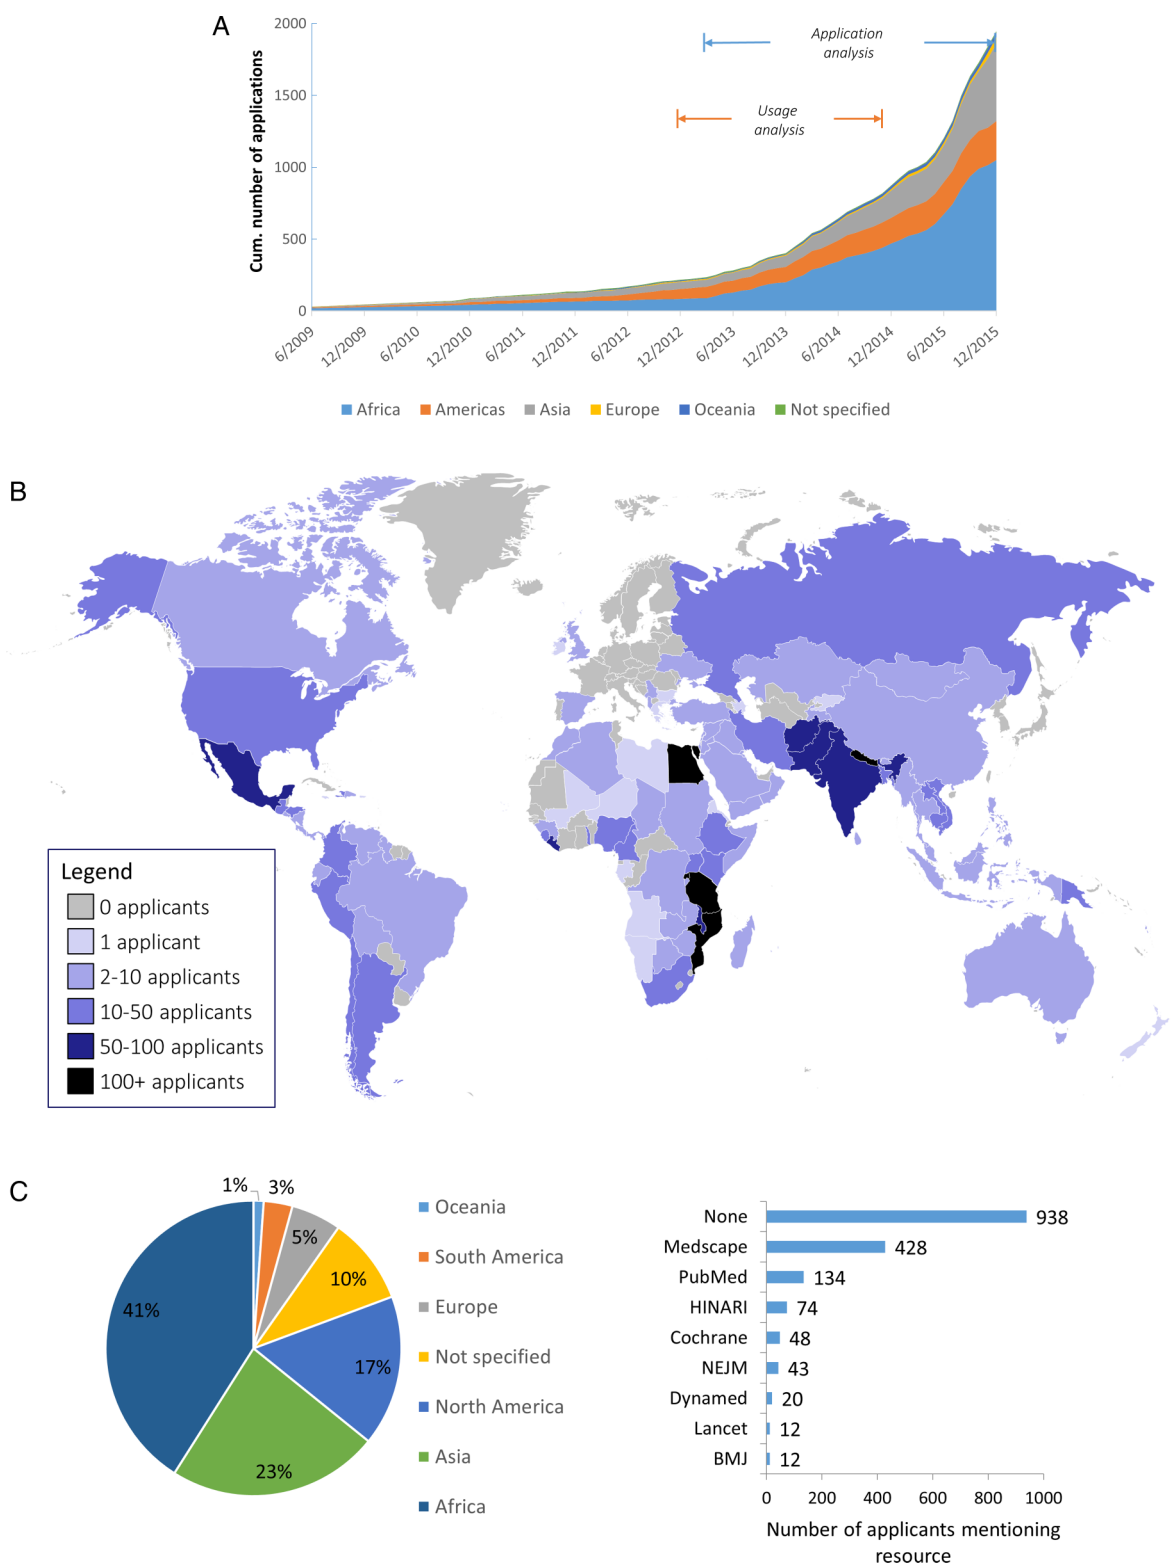 A
2000
1500
1000
500
0
Cum. number of applications
Application
analysis
Usage
analysis
6/2009
12/2009
6/2010
12/2010
6/2011
12/2011
6/2012
12/2012
6/2013
12/2013
6/2014
12/2014
6/2015
12/2015
Africa Americas Asia Europe Oceania Not specified
B
Legend
0 applicants
1 applicant
2-10 applicants
10-50 applicants
50-100 applicants
100+ applicants
C
1%
3%
5%
10%
17%
23%
41%
Oceania
South America
Europe
Not specified
North America
Asia
Africa
None 938
Medscape 428
PubMed 134
HINARI 74
Cochrane 48
NEJM 43
Dynamed 20
Lancet 12
BMJ 12
0 200 400 600 800 1000
Number of applicants mentioning
resource